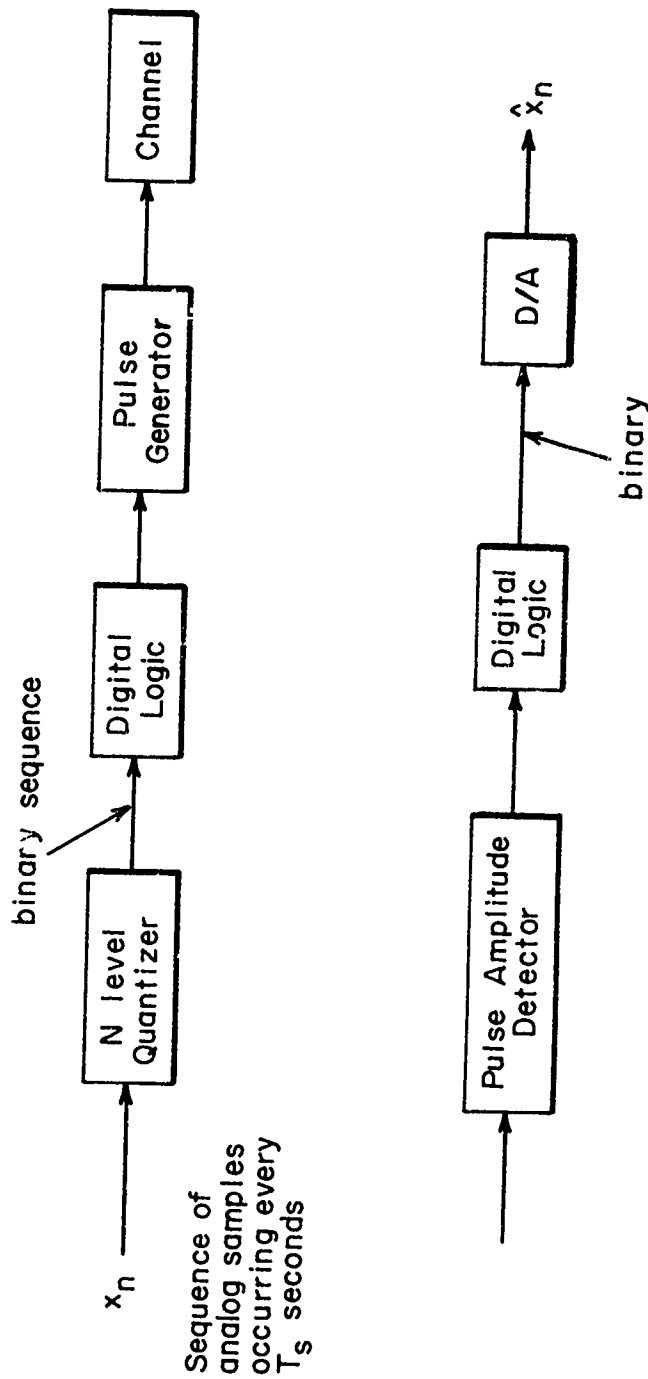 binary sequence
x_n
N level
Quantizer
Digital
Logic
Pulse
Generator
Channel
Sequence of
analog samples
occurring every
T_s seconds
Pulse Amplitude
Detector
Digital
Logic
D/A
x̂_n
binary